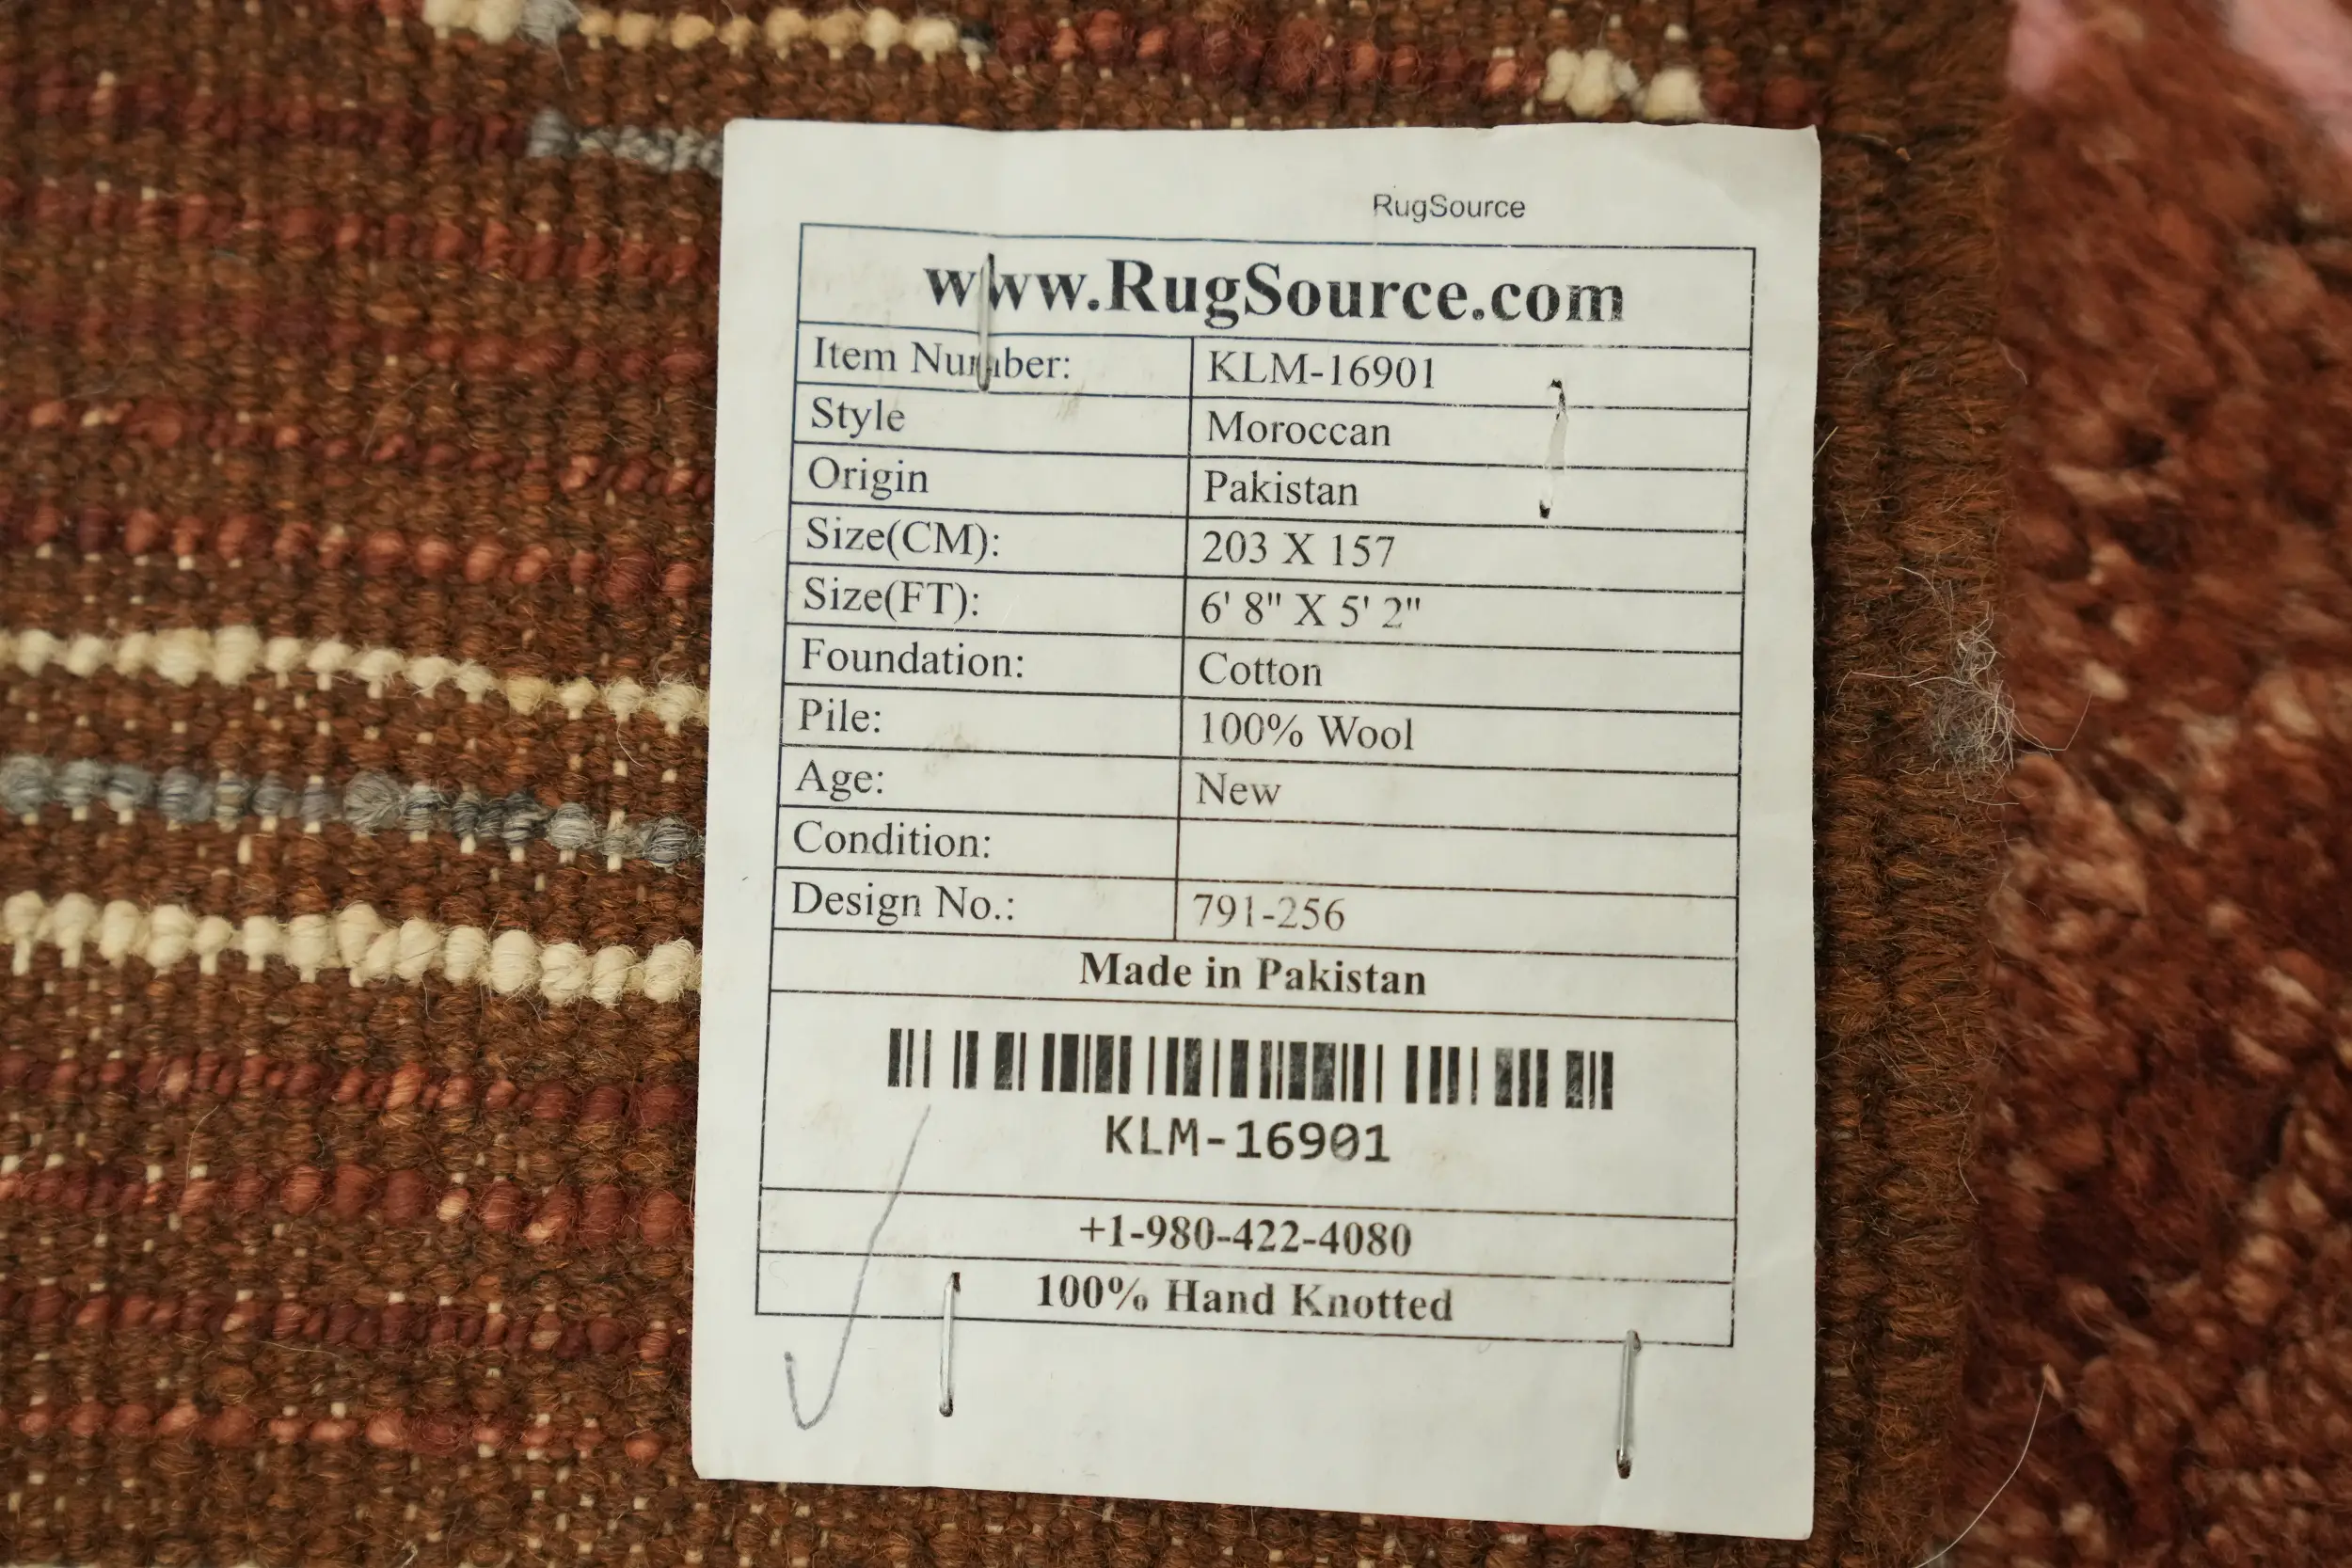 RugSource
www.RugSource.com
Item Number: KLM-16901
Style Moroccan
Origin Pakistan
Size(CM): 203 X 157
Size(FT): 6' 8" X 5' 2"
Foundation: Cotton
Pile: 100% Wool
Age: New
Condition:
Design No.: 791-256
Made in Pakistan
KLM-16901
+1-980-422-4080
100% Hand Knotted